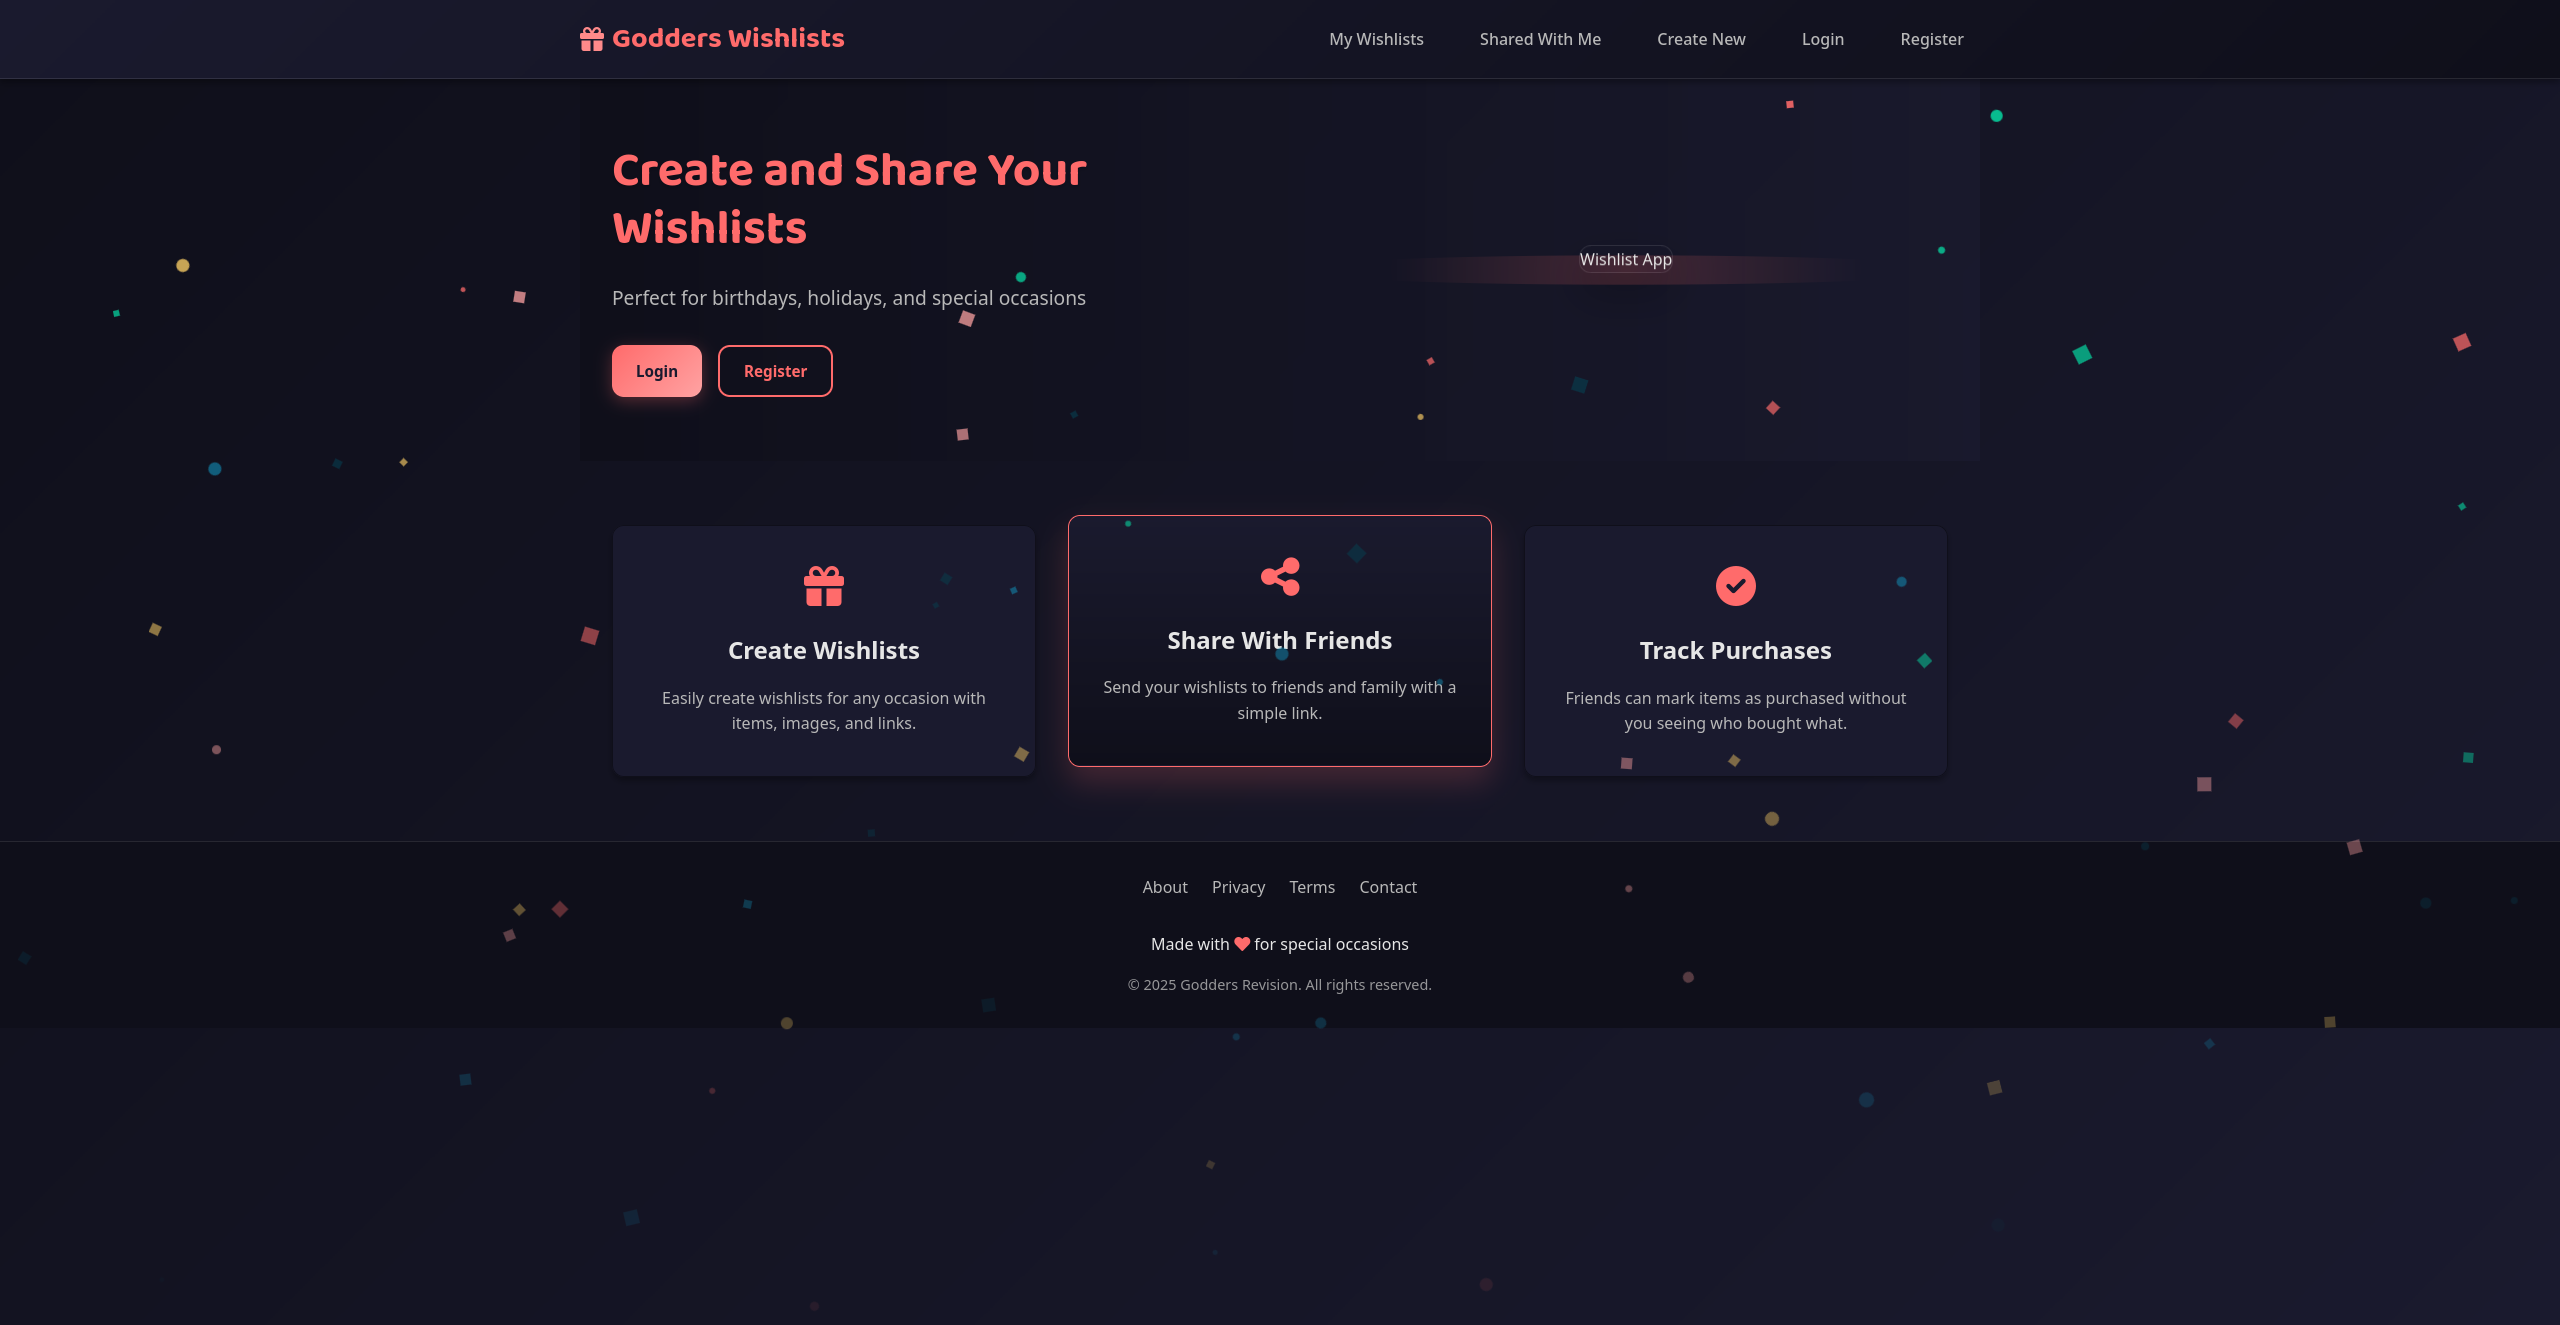 Godders Wishlists
My Wishlists
Shared With Me
Create New
Login
Register
Create and Share Your
Wishlists
Perfect for birthdays, holidays, and special occasions
Login
Register
Wishlist App
Create Wishlists
Easily create wishlists for any occasion with
items, images, and links.
Share With Friends
Send your wishlists to friends and family with a
simple link.
Track Purchases
Friends can mark items as purchased without
you seeing who bought what.
About
Privacy
Terms
Contact
Made with ❤ for special occasions
© 2025 Godders Revision. All rights reserved.